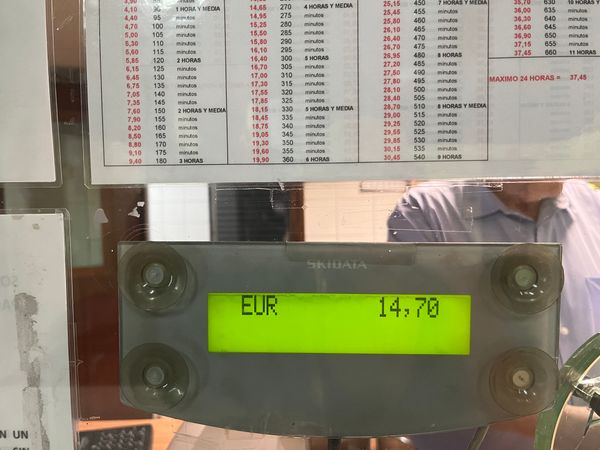 4,10 90 1 HORA Y MEDIA
4,40 95 minutos
4,70 100 minutos
5,00 105 minutos
5,30 110 minutos
5,60 115 minutos
5,85 120 2 HORAS
6,15 125 minutos
6,45 130 minutos
6,75 135 minutos
7,05 140 minutos
7,35 145 minutos
7,60 150 2 HORAS Y MEDIA
7,90 155 minutos
8,20 160 minutos
8,50 165 minutos
8,80 170 minutos
9,10 175 minutos
9,40 180 3 HORAS
14,65 270 4 HORAS Y MEDIA
14,95 275 minutos
15,25 280 minutos
15,50 285 minutos
15,80 290 minutos
16,10 295 minutos
16,40 300 5 HORAS
16,70 305 minutos
17,00 310 minutos
17,30 315 minutos
17,55 320 minutos
17,85 325 minutos
18,15 330 5 HORAS Y MEDIA
18,45 335 minutos
18,75 340 minutos
19,05 345 minutos
19,30 350 minutos
19,60 355 minutos
19,90 360 6 HORAS
25,15 450 7 HORAS Y MEDIA
455 minutos
25,80 460 minutos
465 minutos
26,40 470 minutos
26,70 475 minutos
26,95 480 8 HORAS
27,20 485 minutos
27,50 490 minutos
27,80 495 minutos
28,10 500 minutos
28,40 505 minutos
28,70 510 8 HORAS Y MEDIA
29,00 515 minutos
29,25 520 minutos
29,55 525 minutos
29,85 530 minutos
30,15 535 minutos
30,45 540 9 HORAS
35,70 630 10 HORAS Y
36,00 635 minutos
36,30 640 minutos
36,60 645 minutos
36,90 650 minutos
37,15 655 minutos
37,45 660 11 HORAS
MAXIMO 24 HORAS = 37,45
SKIDATA
EUR 14,70
N UN